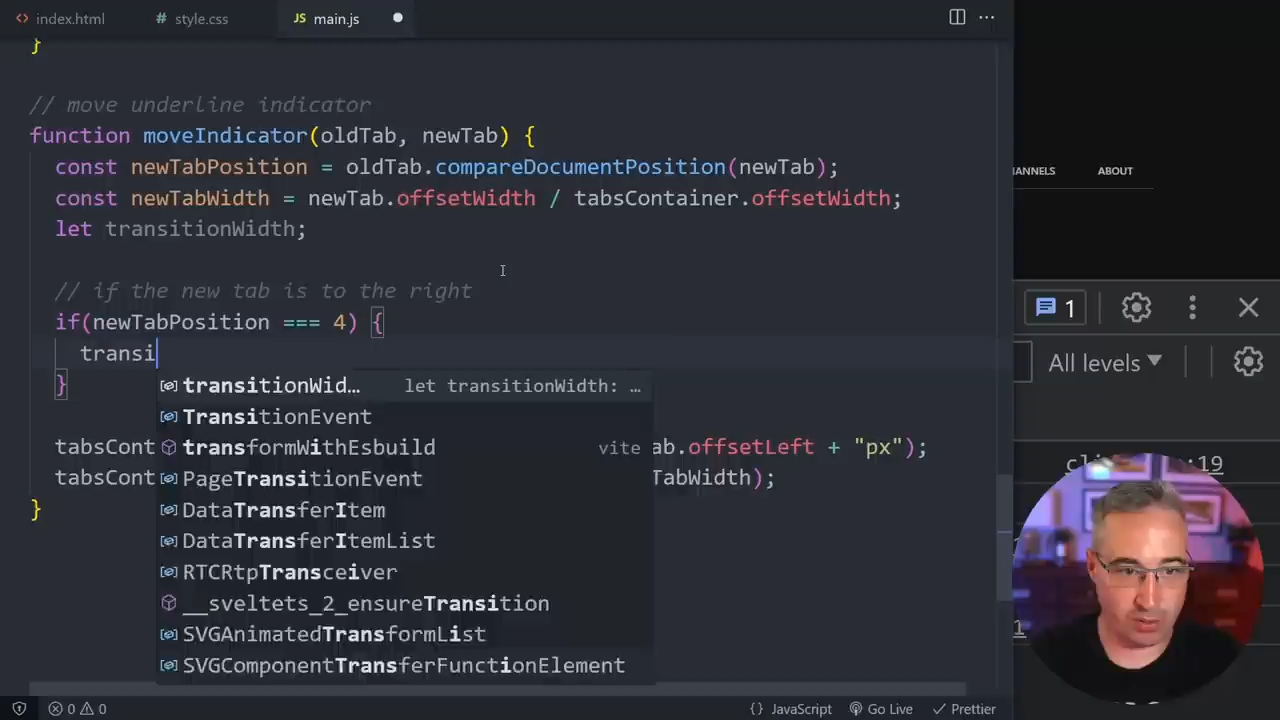 index.html
style.css
JS main.js
}
// move underline indicator
function moveIndicator(oldTab, newTab) {
const newTabPosition = oldTab.compareDocumentPosition(newTab);
const newTabWidth = newTab.offsetWidth / tabsContainer.offsetWidth;
let transitionWidth;
// if the new tab is to the right
if(newTabPosition === 4) {
transi
}
transitionWid… let transitionWidth: …
TransitionEvent
transformWithEsbuild vite
PageTransitionEvent
DataTransferItem
DataTransferItemList
RTCRtpTransceiver
__sveltets_2_ensureTransition
SVGAnimatedTransformList
SVGComponentTransferFunctionElement
tabsCont ab.offsetLeft + "px");
tabsCont TabWidth);
}
0 0
{} JavaScript Go Live Prettier
HANNELS ABOUT
1
All levels
:19
1